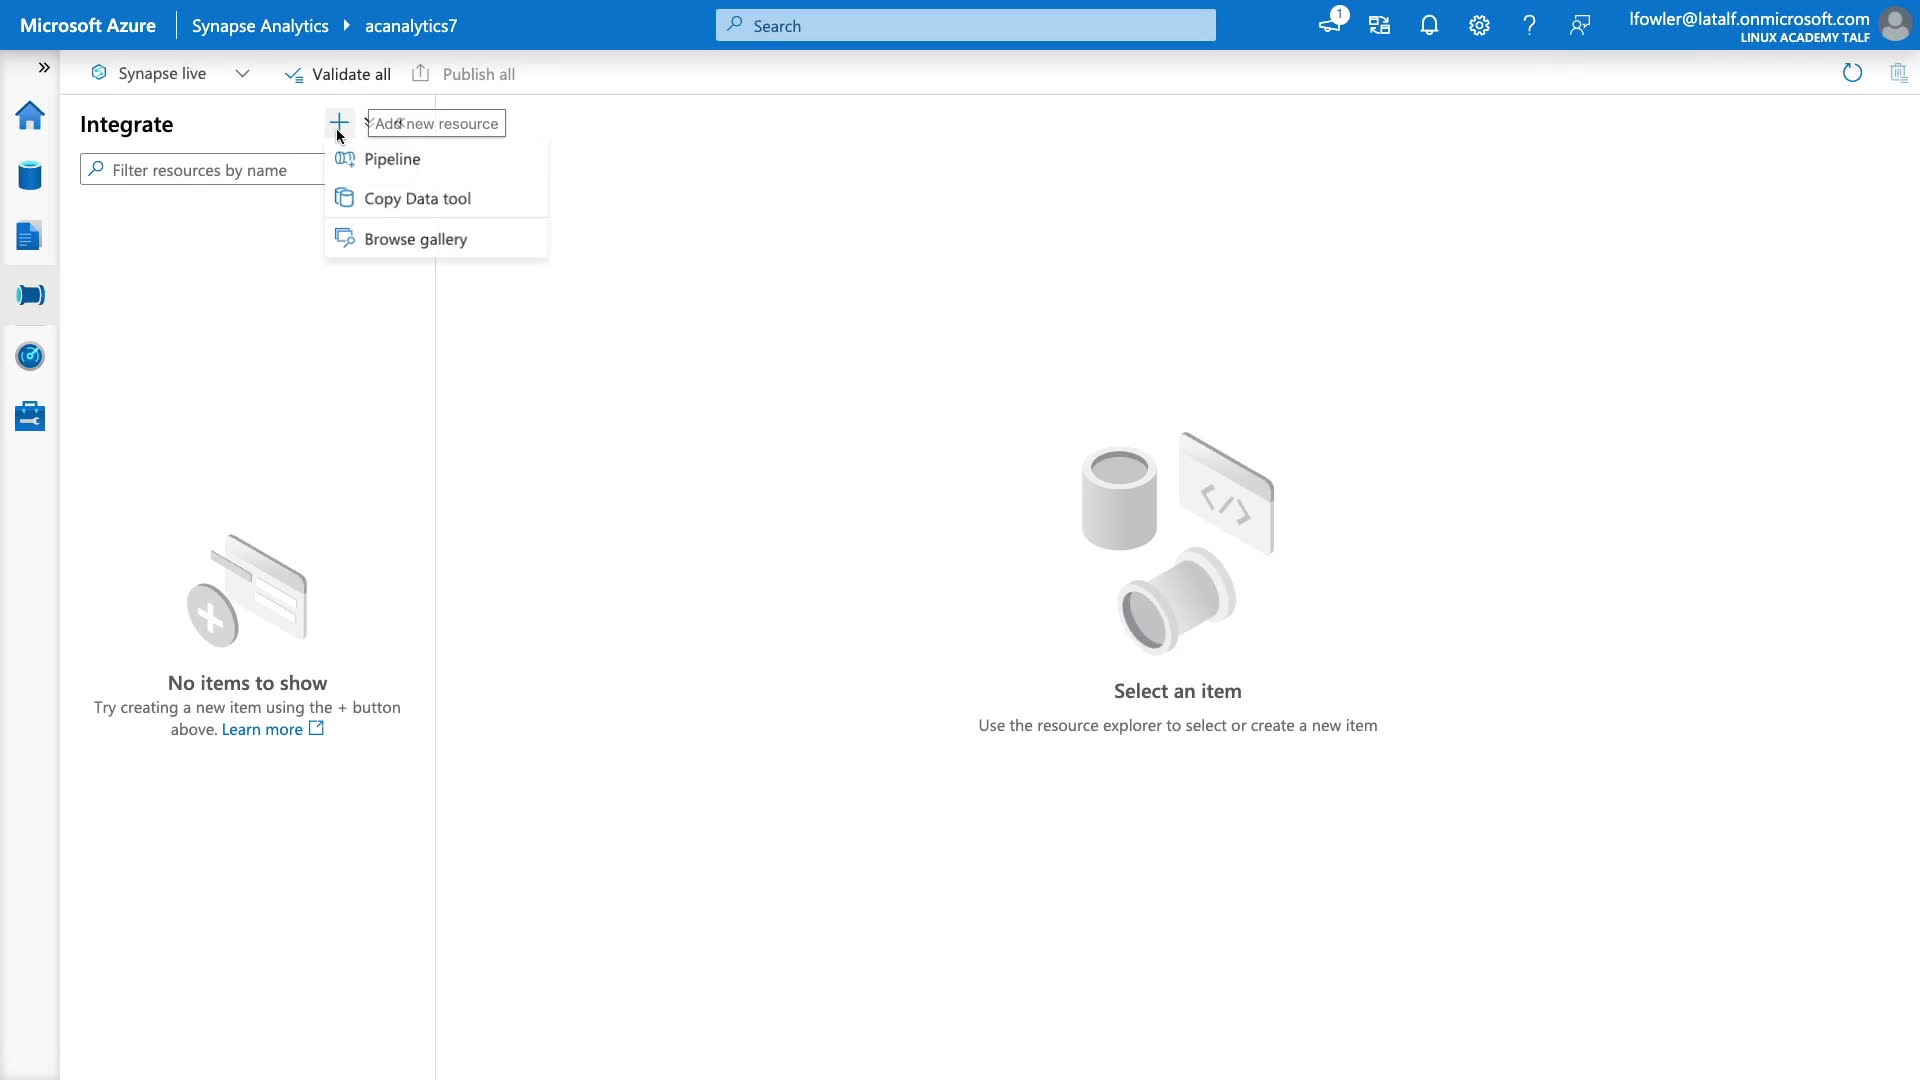 Microsoft Azure
Synapse Analytics
acanalytics7
Search
1
lfowler@latalf.onmicrosoft.com
LINUX ACADEMY TALF
Synapse live
Validate all
Publish all
Integrate
Add new resource
Filter resources by name
Pipeline
Copy Data tool
Browse gallery
No items to show
Try creating a new item using the + button
above. Learn more
Select an item
Use the resource explorer to select or create a new item